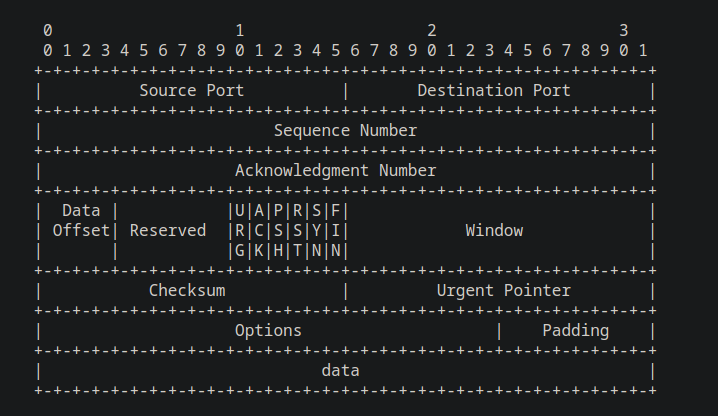 0                   1                   2                   3
 0 1 2 3 4 5 6 7 8 9 0 1 2 3 4 5 6 7 8 9 0 1 2 3 4 5 6 7 8 9 0 1
+-+-+-+-+-+-+-+-+-+-+-+-+-+-+-+-+-+-+-+-+-+-+-+-+-+-+-+-+-+-+-+-+
|          Source Port          |       Destination Port        |
+-+-+-+-+-+-+-+-+-+-+-+-+-+-+-+-+-+-+-+-+-+-+-+-+-+-+-+-+-+-+-+-+
|                        Sequence Number                        |
+-+-+-+-+-+-+-+-+-+-+-+-+-+-+-+-+-+-+-+-+-+-+-+-+-+-+-+-+-+-+-+-+
|                    Acknowledgment Number                      |
+-+-+-+-+-+-+-+-+-+-+-+-+-+-+-+-+-+-+-+-+-+-+-+-+-+-+-+-+-+-+-+-+
|  Data |           |U|A|P|R|S|F|                               |
| Offset| Reserved  |R|C|S|S|Y|I|            Window             |
|       |           |G|K|H|T|N|N|                               |
+-+-+-+-+-+-+-+-+-+-+-+-+-+-+-+-+-+-+-+-+-+-+-+-+-+-+-+-+-+-+-+-+
|           Checksum            |         Urgent Pointer        |
+-+-+-+-+-+-+-+-+-+-+-+-+-+-+-+-+-+-+-+-+-+-+-+-+-+-+-+-+-+-+-+-+
|                    Options                    |    Padding    |
+-+-+-+-+-+-+-+-+-+-+-+-+-+-+-+-+-+-+-+-+-+-+-+-+-+-+-+-+-+-+-+-+
|                             data                              |
+-+-+-+-+-+-+-+-+-+-+-+-+-+-+-+-+-+-+-+-+-+-+-+-+-+-+-+-+-+-+-+-+